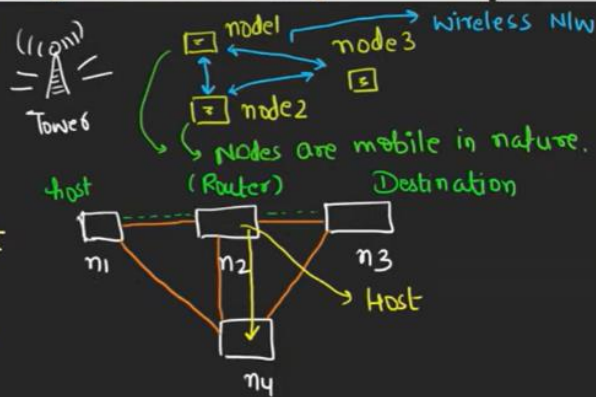 node1
wireless N/W
node3
node2
Tower
Nodes are mobile in nature.
host
(Router)
Destination
n1
n2
n3
Host
n4